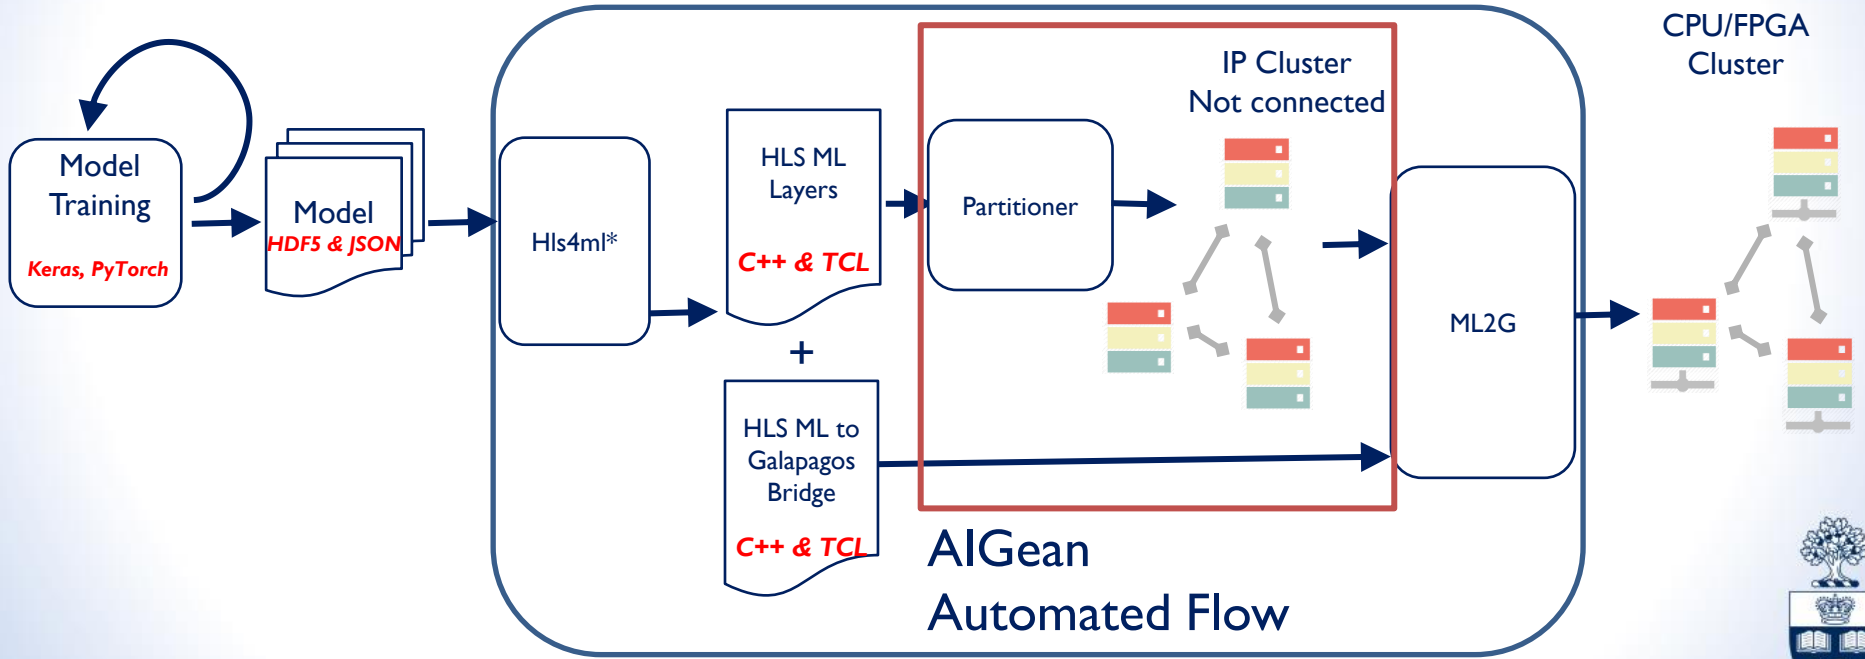 Model
Training
Keras, PyTorch
Model
HDF5 & JSON
Hls4ml*
HLS ML
Layers
C++ & TCL
+
HLS ML to
Galapagos
Bridge
C++ & TCL
Partitioner
IP Cluster
Not connected
ML2G
AIGean
Automated Flow
CPU/FPGA
Cluster